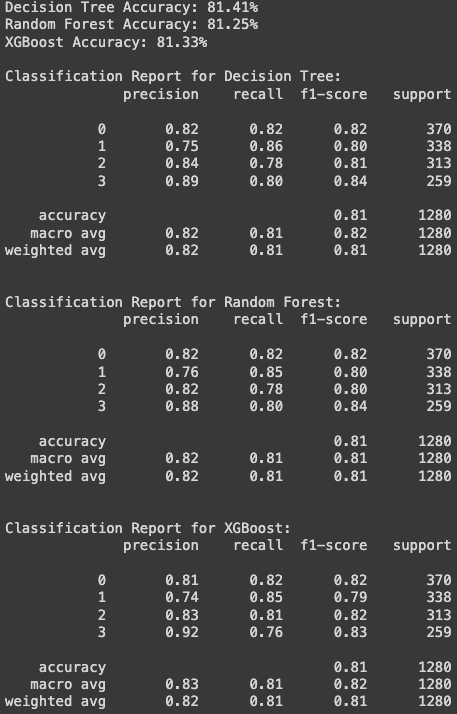 Decision Tree Accuracy: 81.41%
Random Forest Accuracy: 81.25%
XGBoost Accuracy: 81.33%
Classification Report for Decision Tree:
precision recall f1-score support
0 0.82 0.82 0.82 370
1 0.75 0.86 0.80 338
2 0.84 0.78 0.81 313
3 0.89 0.80 0.84 259
accuracy 0.81 1280
macro avg 0.82 0.81 0.82 1280
weighted avg 0.82 0.81 0.81 1280
Classification Report for Random Forest:
precision recall f1-score support
0 0.82 0.82 0.82 370
1 0.76 0.85 0.80 338
2 0.82 0.78 0.80 313
3 0.88 0.80 0.84 259
accuracy 0.81 1280
macro avg 0.82 0.81 0.81 1280
weighted avg 0.82 0.81 0.81 1280
Classification Report for XGBoost:
precision recall f1-score support
0 0.81 0.82 0.82 370
1 0.74 0.85 0.79 338
2 0.83 0.81 0.82 313
3 0.92 0.76 0.83 259
accuracy 0.81 1280
macro avg 0.83 0.81 0.82 1280
weighted avg 0.82 0.81 0.81 1280